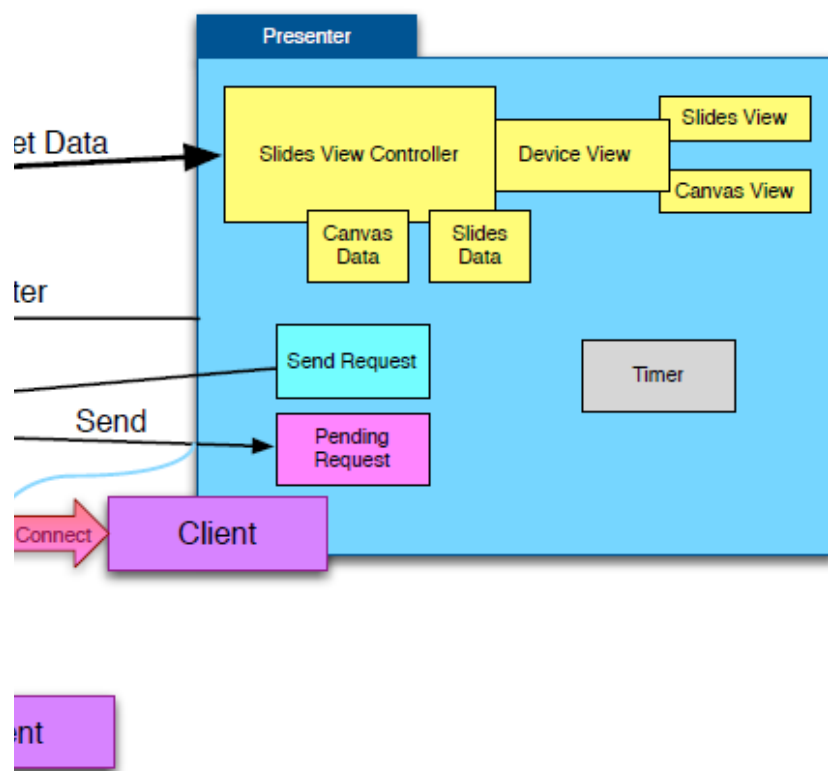 Presenter
Slides View
et Data
Slides View Controller
Device View
Canvas View
Canvas
Data
Slides
Data
ter
Send Request
Timer
Send
Pending
Request
Connect
Client
ent